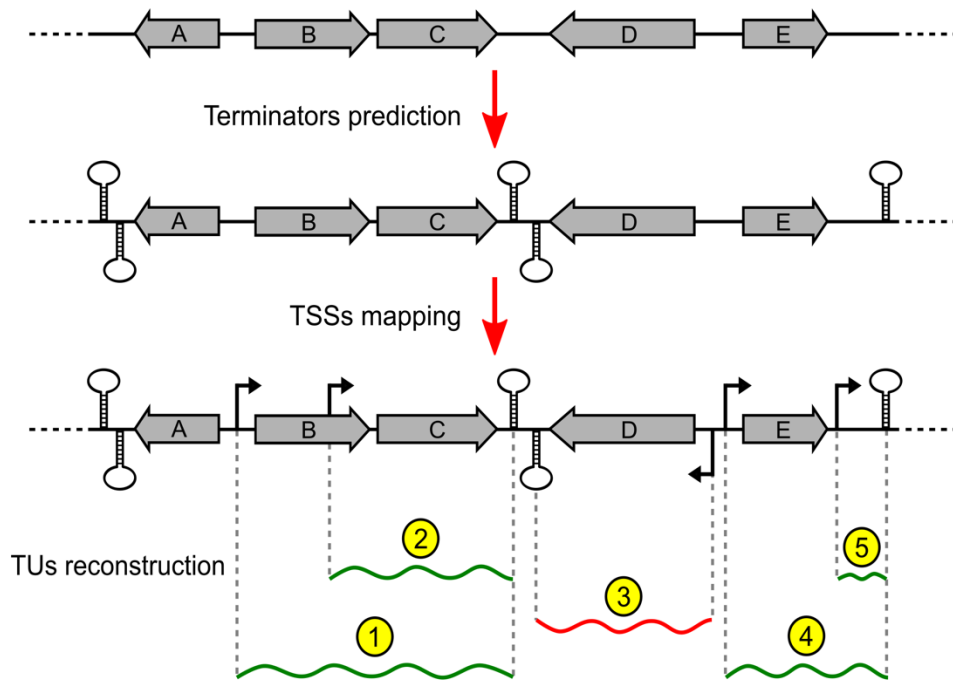 A B C D E
Terminators prediction
A B C D E
TSSs mapping
A B C D E
2
5
TUs reconstruction
3
1
4